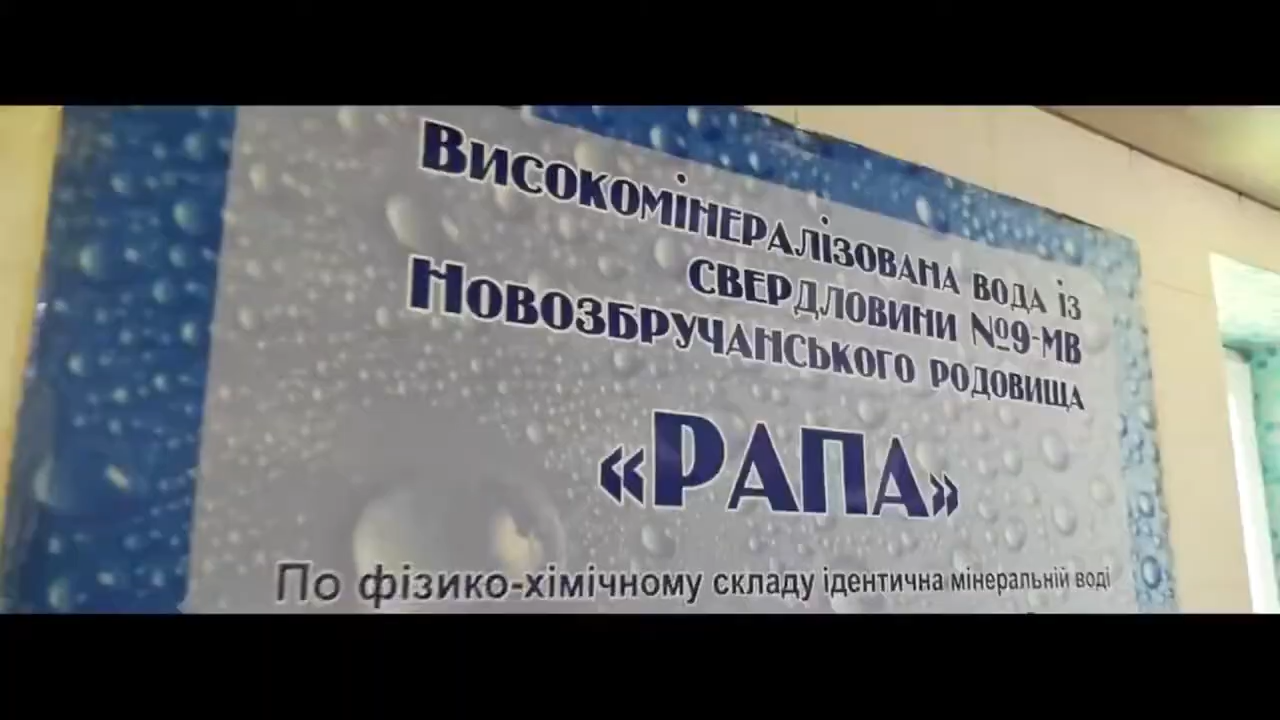 Високомінералізована вода із
свердловини №9-МВ
Новозбручанського родовища
«РАПА»
По фізико-хімічному складу ідентична мінеральній воді